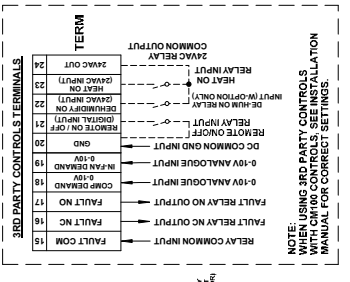 3RD PARTY CONTROLS TERMINALS
RELAY COMMON INPUT
FAULT COM
15
FAULT RELAY NC OUTPUT
FAULT NC
16
FAULT RELAY NO OUTPUT
FAULT NO
17
0-10V ANALOGUE INPUT
COMP DEMAND
0-10V
18
0-10V ANALOGUE INPUT
IN-FAN DEMAND
0-10V
19
DC COMMON GND INPUT
GND
20
REMOTE ON/OFF
RELAY INPUT
REMOTE ON / OFF
(DIGITAL INPUT)
21
DE-HUM ON RELAY
INPUT (W-OPTION ONLY)
DEHUMIDIFY ON
(24VAC INPUT)
22
HEAT ON
RELAY INPUT
HEAT ON
(24VAC INPUT)
23
24VAC RELAY
COMMON OUTPUT
24VAC OUT
24
TERM
NOTE:
WHEN USING 3RD PARTY CONTROLS
WITH CM100 CONTROLS, SEE INSTALLATION
MANUAL FOR CORRECT SETTINGS.